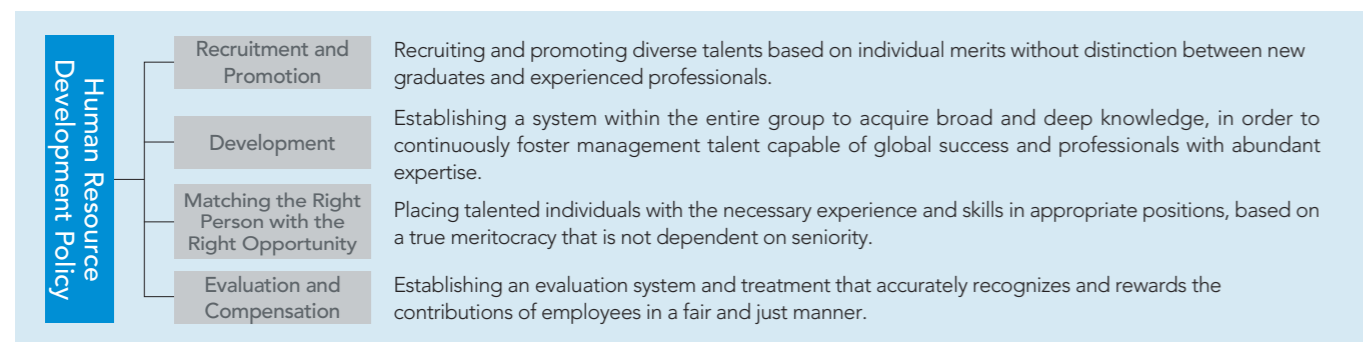 Human Resource
Development Policy
Recruitment and
Promotion
Recruiting and promoting diverse talents based on individual merits without distinction between new
graduates and experienced professionals.
Development
Establishing a system within the entire group to acquire broad and deep knowledge, in order to
continuously foster management talent capable of global success and professionals with abundant
expertise.
Matching the Right
Person with the
Right Opportunity
Placing talented individuals with the necessary experience and skills in appropriate positions, based on
a true meritocracy that is not dependent on seniority.
Evaluation and
Compensation
Establishing an evaluation system and treatment that accurately recognizes and rewards the
contributions of employees in a fair and just manner.